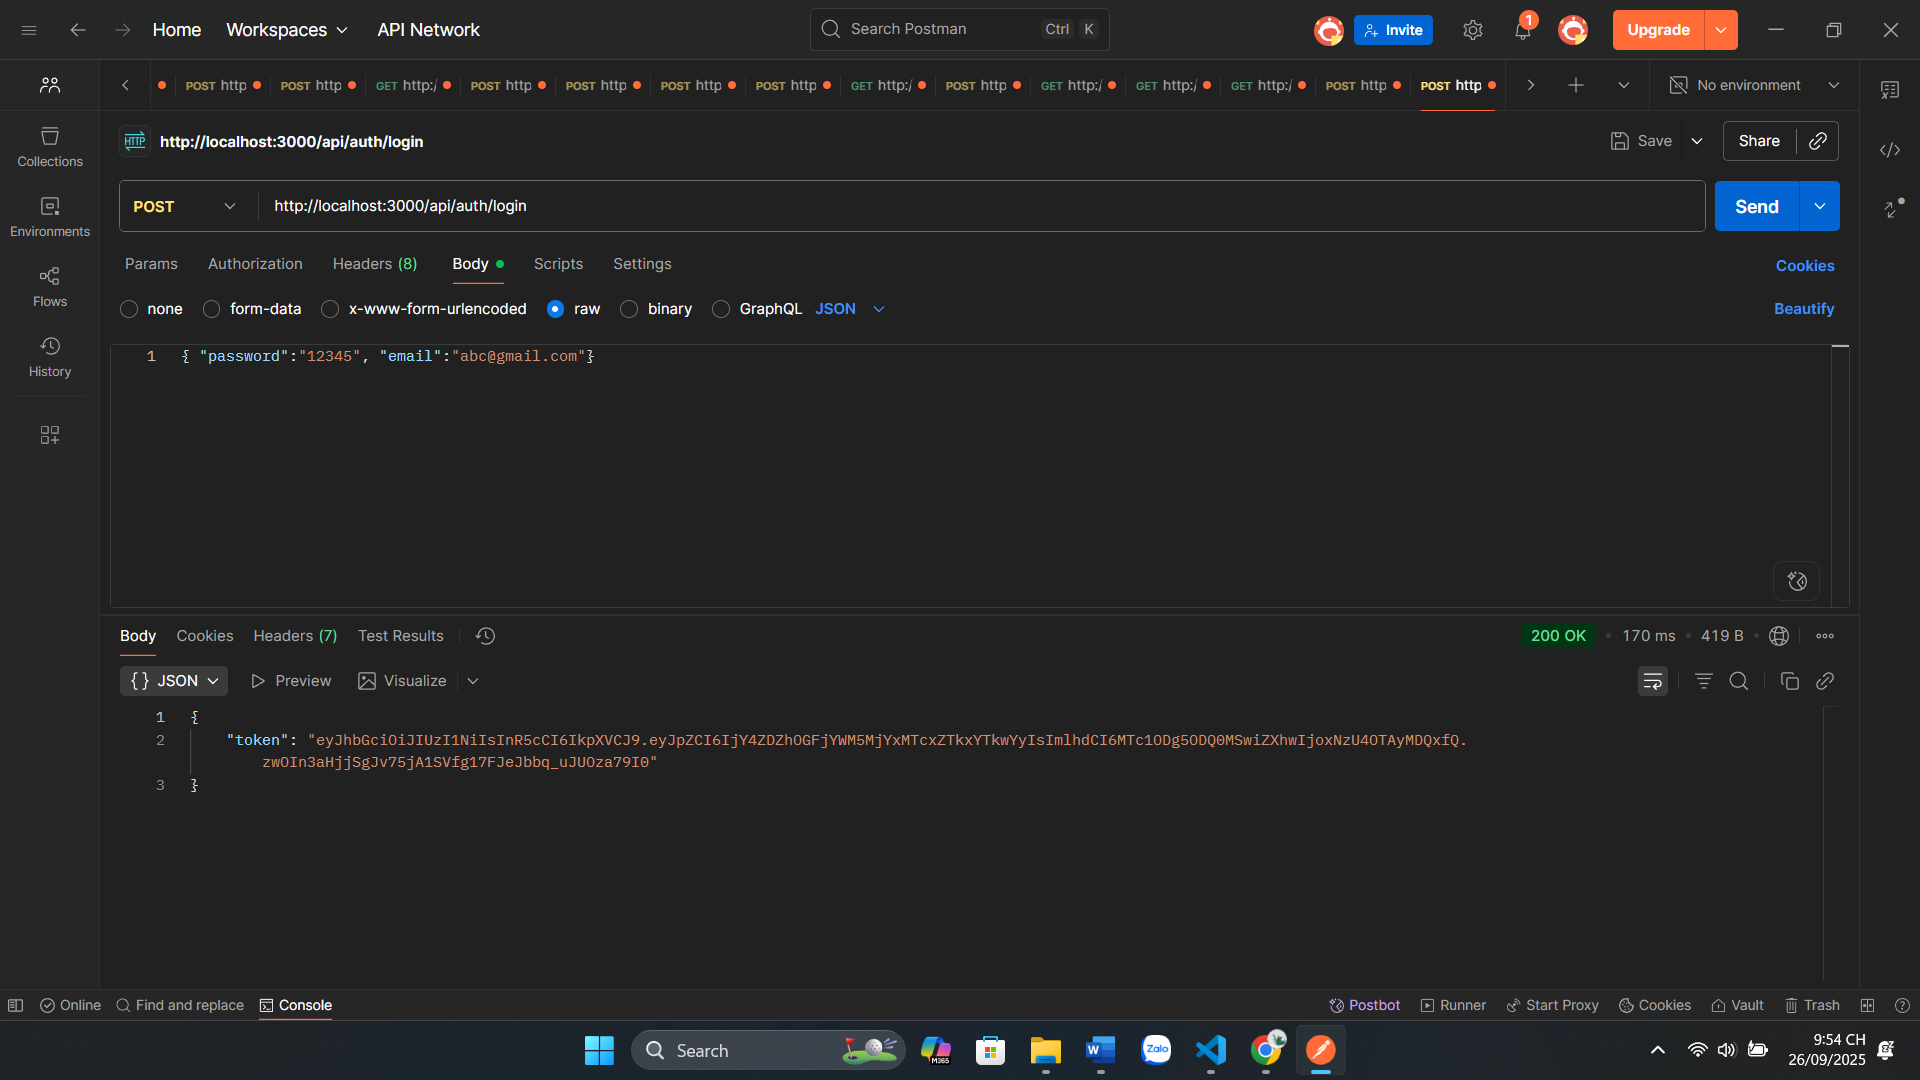 Home
Workspaces
API Network
Search Postman
Ctrl
K
Invite
1
Upgrade
POST http
POST http
GET http:/
POST http
POST http
POST http
POST http
GET http:/
POST http
GET http:/
GET http:/
GET http:/
POST http
POST http
No environment
Collections
Environments
Flows
History
HTTP
http://localhost:3000/api/auth/login
Save
Share
POST
http://localhost:3000/api/auth/login
Send
Params
Authorization
Headers (8)
Body
Scripts
Settings
Cookies
none
form-data
x-www-form-urlencoded
raw
binary
GraphQL
JSON
Beautify
1 { "password":"12345", "email":"abc@gmail.com"}
Body
Cookies
Headers (7)
Test Results
200 OK
170 ms
419 B
{} JSON
Preview
Visualize
1 {
2 "token": "eyJhbGciOiJIUzI1NiIsInR5cCI6IkpXVCJ9.eyJpZCI6IjY4ZDZhOGFjYWM5MjYxMTcxZTkxYTkwYyIsImlhdCI6MTc1ODg5ODQ0MSwiZXhwIjoxNzU4OTAyMDQxfQ.
zwOIn3aHjjSgJv75jA1SVfg17FJeJbbq_uJUOza79I0"
3 }
Online
Find and replace
Console
Postbot
Runner
Start Proxy
Cookies
Vault
Trash
Search
M365
W
Zalo
9:54 CH
26/09/2025